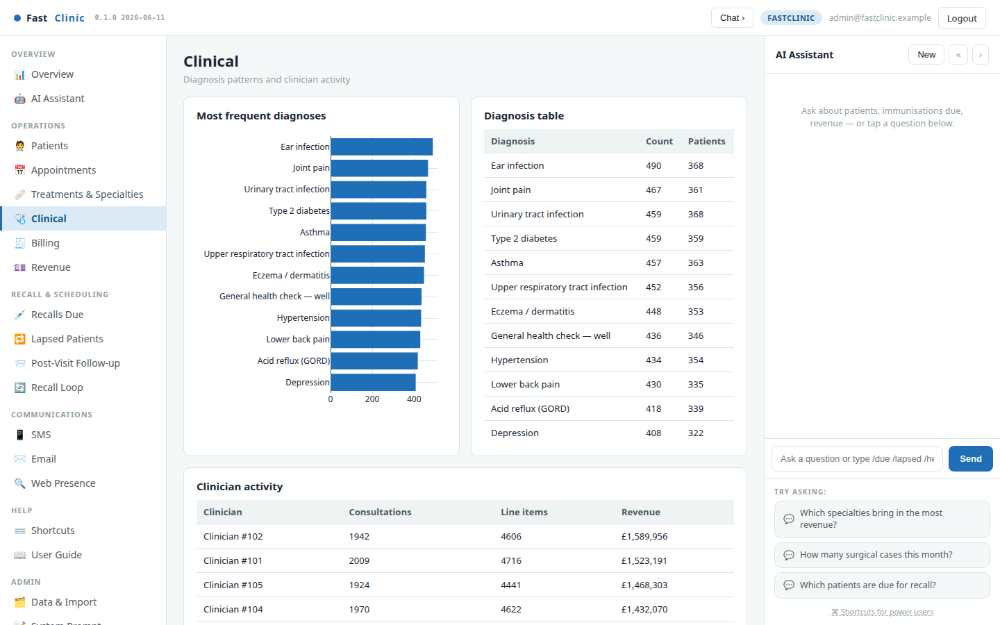 Fast Clinic 0.1.0 2026-06-11
Chat › FASTCLINIC admin@fastclinic.example Logout
OVERVIEW
Overview
AI Assistant
OPERATIONS
Patients
Appointments
Treatments & Specialties
Clinical
Billing
Revenue
RECALL & SCHEDULING
Recalls Due
Lapsed Patients
Post-Visit Follow-up
Recall Loop
COMMUNICATIONS
SMS
Email
Web Presence
HELP
Shortcuts
User Guide
ADMIN
Data & Import
System Prompt
Clinical
Diagnosis patterns and clinician activity
Most frequent diagnoses
Ear infection
Joint pain
Urinary tract infection
Type 2 diabetes
Asthma
Upper respiratory tract infection
Eczema / dermatitis
General health check — well
Hypertension
Lower back pain
Acid reflux (GORD)
Depression
0 200 400
Diagnosis table
Diagnosis Count Patients
Ear infection 490 368
Joint pain 467 361
Urinary tract infection 459 368
Type 2 diabetes 459 359
Asthma 457 363
Upper respiratory tract infection 452 356
Eczema / dermatitis 448 353
General health check — well 436 346
Hypertension 434 354
Lower back pain 430 335
Acid reflux (GORD) 418 339
Depression 408 322
Clinician activity
Clinician Consultations Line items Revenue
Clinician #102 1942 4606 £1,589,956
Clinician #101 2009 4716 £1,523,191
Clinician #105 1924 4441 £1,468,303
Clinician #104 1970 4622 £1,432,070
AI Assistant New « ›
Ask about patients, immunisations due,
revenue — or tap a question below.
Ask a question or type /due /lapsed /he
Send
TRY ASKING:
Which specialties bring in the most
revenue?
How many surgical cases this month?
Which patients are due for recall?
⌘ Shortcuts for power users